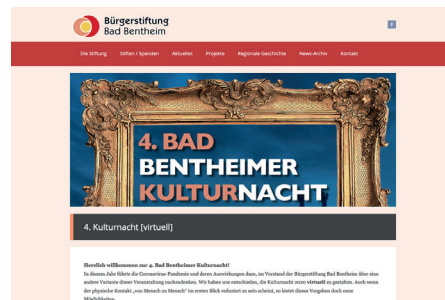 Bürgerstiftung
Bad Bentheim
f
Die Stiftung Stiften / Spenden Aktuelles Projekte Regionale Geschichte News-Archiv Kontakt
4. BAD
BENTHEIMER
KULTURNACHT
4. Kulturnacht [virtuell]
Herzlich willkommen zur 4. Bad Bentheimer Kulturnacht!
In diesem Jahr führte die Coronavirus-Pandemie und deren Auswirkungen dazu, im Vorstand der Bürgerstiftung Bad Bentheim über eine
andere Variante dieser Veranstaltung nachzudenken. Wir haben uns entschieden, die Kulturnacht 2020 virtuell zu gestalten. Auch wenn
der physische Kontakt „von Mensch zu Mensch" im ersten Blick reduziert zu sein scheint, so bietet dieses Vorgehen doch neue
Möglichkeiten.